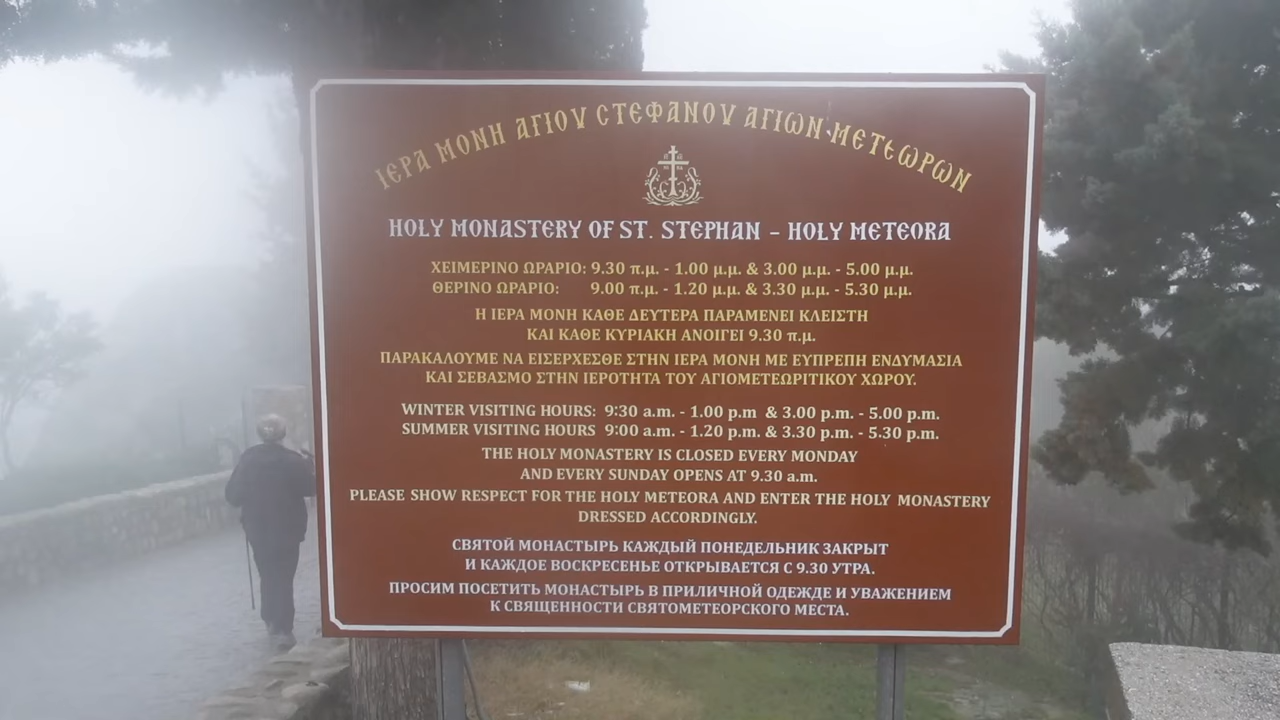 ΙΕΡΑ ΜΟΝΗ ΑΓΙΟΥ ΣΤΕΦΑΝΟΥ ΑΓΙΩΝ ΜΕΤΕΩΡΩΝ
HOLY MONASTERY OF ST. STEPHAN - HOLY METEORA
ΧΕΙΜΕΡΙΝΟ ΩΡΑΡΙΟ: 9.30 π.μ. - 1.00 μ.μ. & 3.00 μ.μ. - 5.00 μ.μ.
ΘΕΡΙΝΟ ΩΡΑΡΙΟ: 9.00 π.μ. - 1.20 μ.μ. & 3.30 μ.μ. - 5.30 μ.μ.
Η ΙΕΡΑ ΜΟΝΗ ΚΑΘΕ ΔΕΥΤΕΡΑ ΠΑΡΑΜΕΝΕΙ ΚΛΕΙΣΤΗ
ΚΑΙ ΚΑΘΕ ΚΥΡΙΑΚΗ ΑΝΟΙΓΕΙ 9.30 π.μ.
ΠΑΡΑΚΑΛΟΥΜΕ ΝΑ ΕΙΣΕΡΧΕΣΘΕ ΣΤΗΝ ΙΕΡΑ ΜΟΝΗ ΜΕ ΕΥΠΡΕΠΗ ΕΝΔΥΜΑΣΙΑ
ΚΑΙ ΣΕΒΑΣΜΟ ΣΤΗΝ ΙΕΡΟΤΗΤΑ ΤΟΥ ΑΓΙΟΜΕΤΕΩΡΙΤΙΚΟΥ ΧΩΡΟΥ.
WINTER VISITING HOURS: 9:30 a.m. - 1.00 p.m & 3.00 p.m. - 5.00 p.m.
SUMMER VISITING HOURS 9:00 a.m. - 1.20 p.m. & 3.30 p.m. - 5.30 p.m.
THE HOLY MONASTERY IS CLOSED EVERY MONDAY
AND EVERY SUNDAY OPENS AT 9.30 a.m.
PLEASE SHOW RESPECT FOR THE HOLY METEORA AND ENTER THE HOLY MONASTERY
DRESSED ACCORDINGLY.
СВЯТОЙ МОНАСТЫРЬ КАЖДЫЙ ПОНЕДЕЛЬНИК ЗАКРЫТ
И КАЖДОЕ ВОСКРЕСЕНЬЕ ОТКРЫВАЕТСЯ С 9.30 УТРА.
ПРОСИМ ПОСЕТИТЬ МОНАСТЫРЬ В ПРИЛИЧНОЙ ОДЕЖДЕ И УВАЖЕНИЕМ
К СВЯЩЕННОСТИ СВЯТОМЕТЕОРСКОГО МЕСТА.